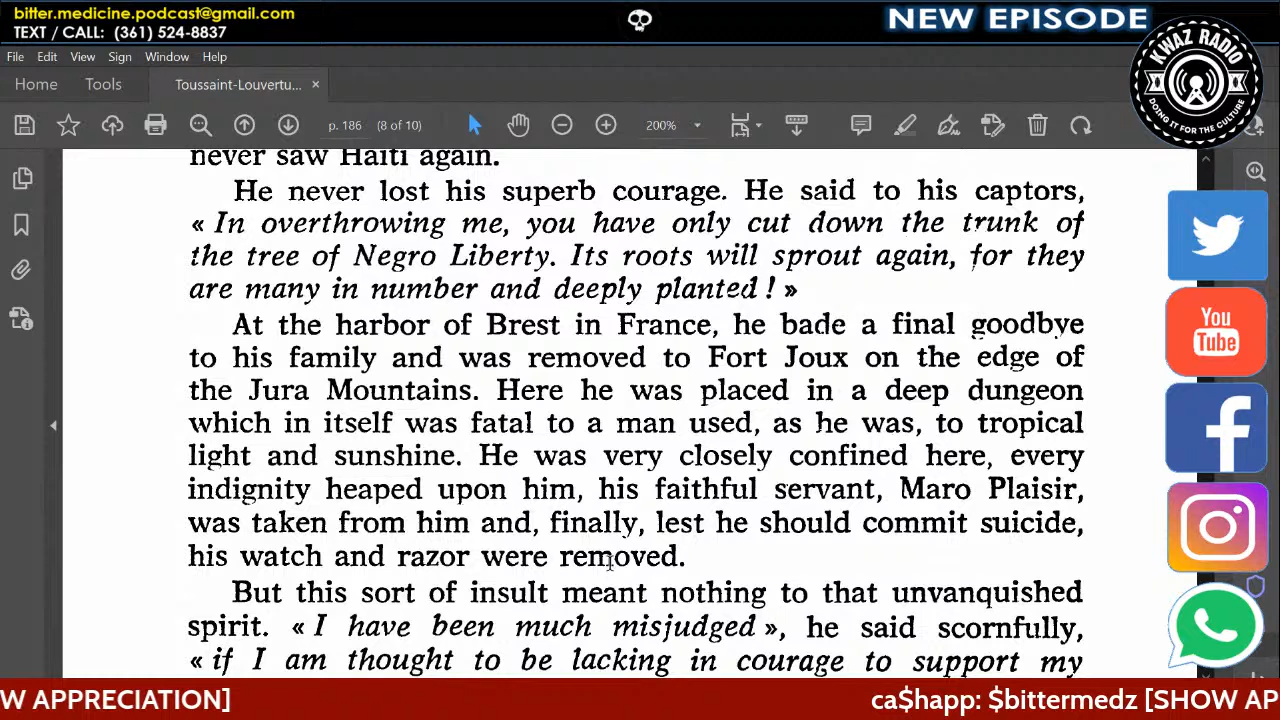 bitter.medicine.podcast@gmail.com
TEXT / CALL: (361) 524-8837
NEW EPISODE
KWAZ RADIO
DOING IT FOR THE CULTURE
File Edit View Sign Window Help
Home Tools Toussaint-Louvertu... ×
p. 186 (8 of 10) 200%
never saw Haiti again.
He never lost his superb courage. He said to his captors,
« In overthrowing me, you have only cut down the trunk of
the tree of Negro Liberty. Its roots will sprout again, for they
are many in number and deeply planted ! »
At the harbor of Brest in France, he bade a final goodbye
to his family and was removed to Fort Joux on the edge of
the Jura Mountains. Here he was placed in a deep dungeon
which in itself was fatal to a man used, as he was, to tropical
light and sunshine. He was very closely confined here, every
indignity heaped upon him, his faithful servant, Maro Plaisir,
was taken from him and, finally, lest he should commit suicide,
his watch and razor were removed.
But this sort of insult meant nothing to that unvanquished
spirit. « I have been much misjudged », he said scornfully,
« if I am thought to be lacking in courage to support my
You
Tube
W APPRECIATION] ca$happ: $bittermedz [SHOW AP